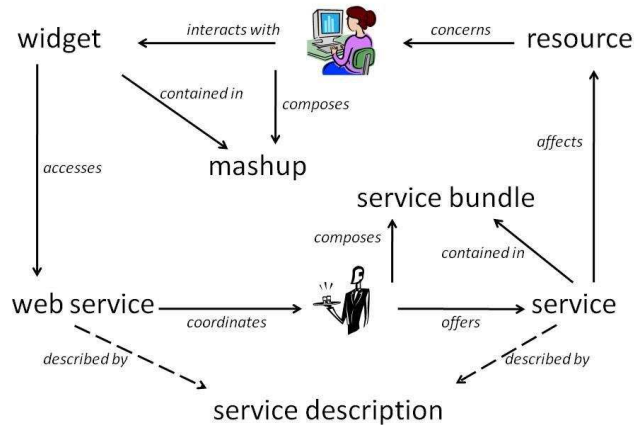 widget
interacts with
concerns
resource
contained in
composes
mashup
accesses
affects
service bundle
composes
contained in
web service
coordinates
offers
service
described by
described by
service description